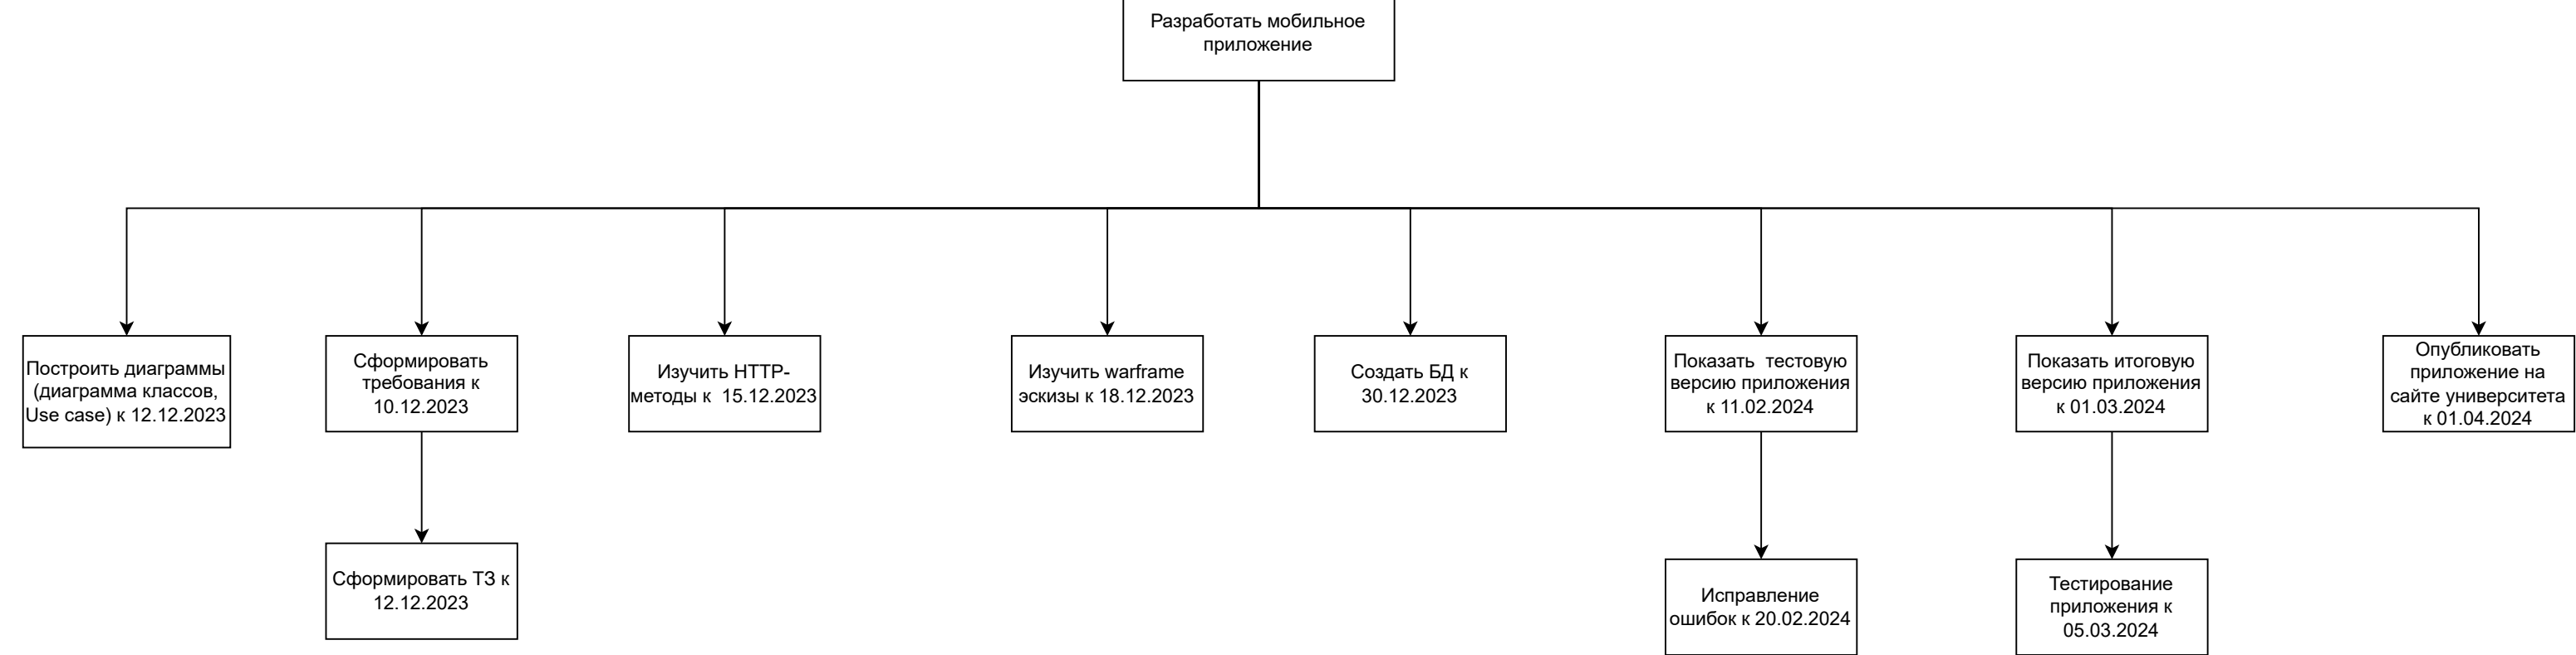 Разработать мобильное
приложение
Построить диаграммы
(диаграмма классов,
Use case) к 12.12.2023
Сформировать
требования к
10.12.2023
Изучить HTTP-
методы к 15.12.2023
Изучить warframe
эскизы к 18.12.2023
Создать БД к
30.12.2023
Показать тестовую
версию приложения
к 11.02.2024
Показать итоговую
версию приложения
к 01.03.2024
Опубликовать
приложение на
сайте университета
к 01.04.2024
Сформировать ТЗ к
12.12.2023
Исправление
ошибок к 20.02.2024
Тестирование
приложения к
05.03.2024